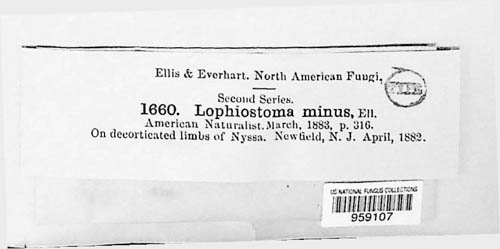 Ellis & Everhart. North American Fungi,
Second Series.
1660. Lophiostoma minus, Ell.
American Naturalist. March, 1883, p. 316.
On decorticated limbs of Nyssa. Newfield, N. J. April, 1882.
US NATIONAL FUNGUS COLLECTIONS
959107